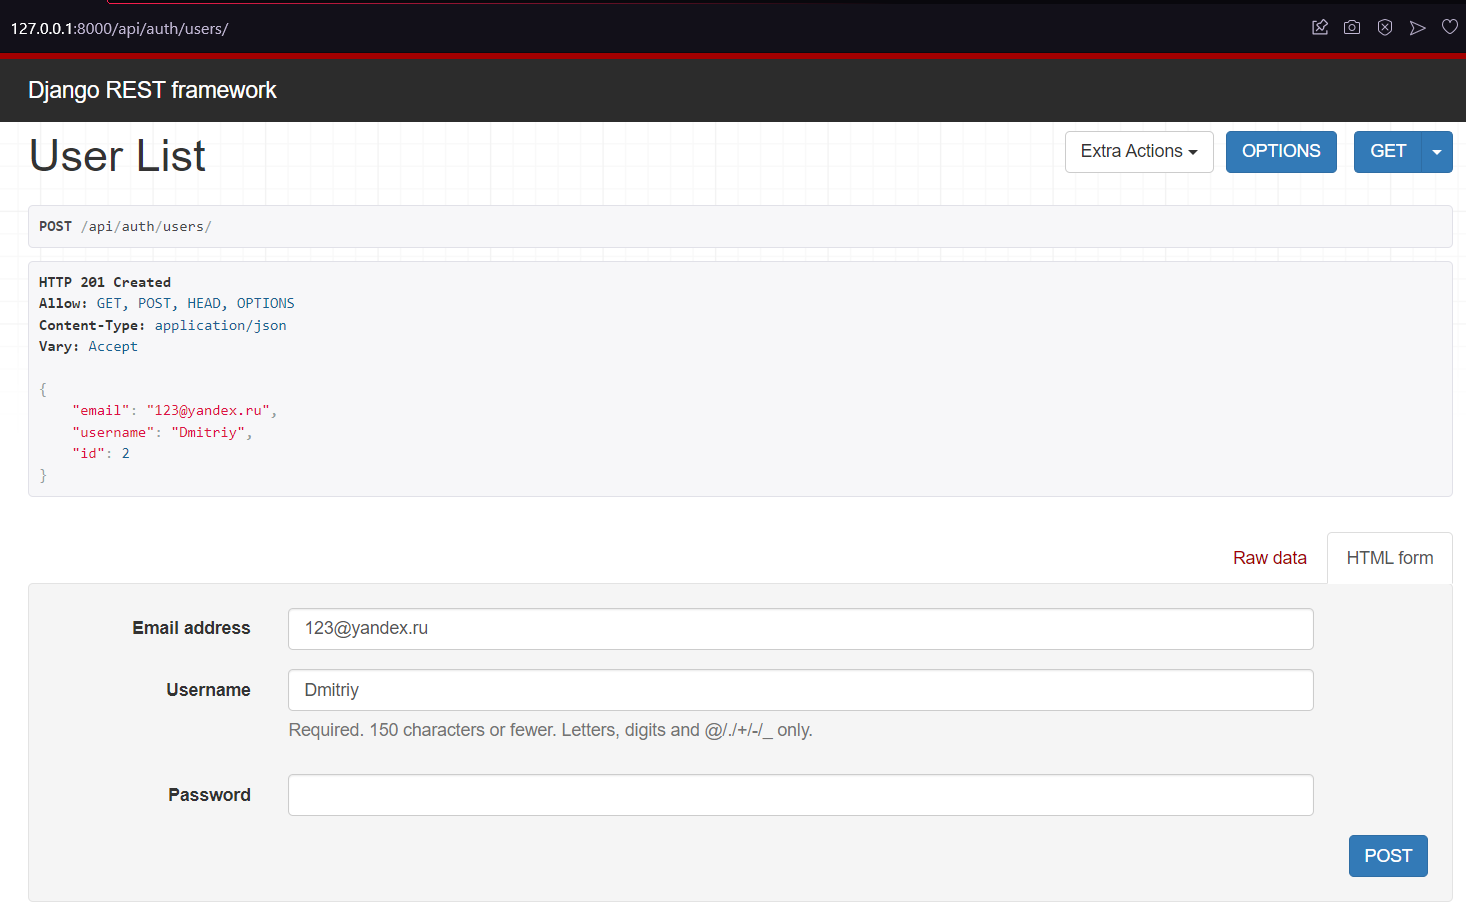 127.0.0.1:8000/api/auth/users/
Django REST framework
User List
Extra Actions
OPTIONS
GET
POST /api/auth/users/
HTTP 201 Created
Allow: GET, POST, HEAD, OPTIONS
Content-Type: application/json
Vary: Accept
{
"email": "123@yandex.ru",
"username": "Dmitriy",
"id": 2
}
Raw data
HTML form
Email address
123@yandex.ru
Username
Dmitriy
Required. 150 characters or fewer. Letters, digits and @/./+/-/_ only.
Password
POST